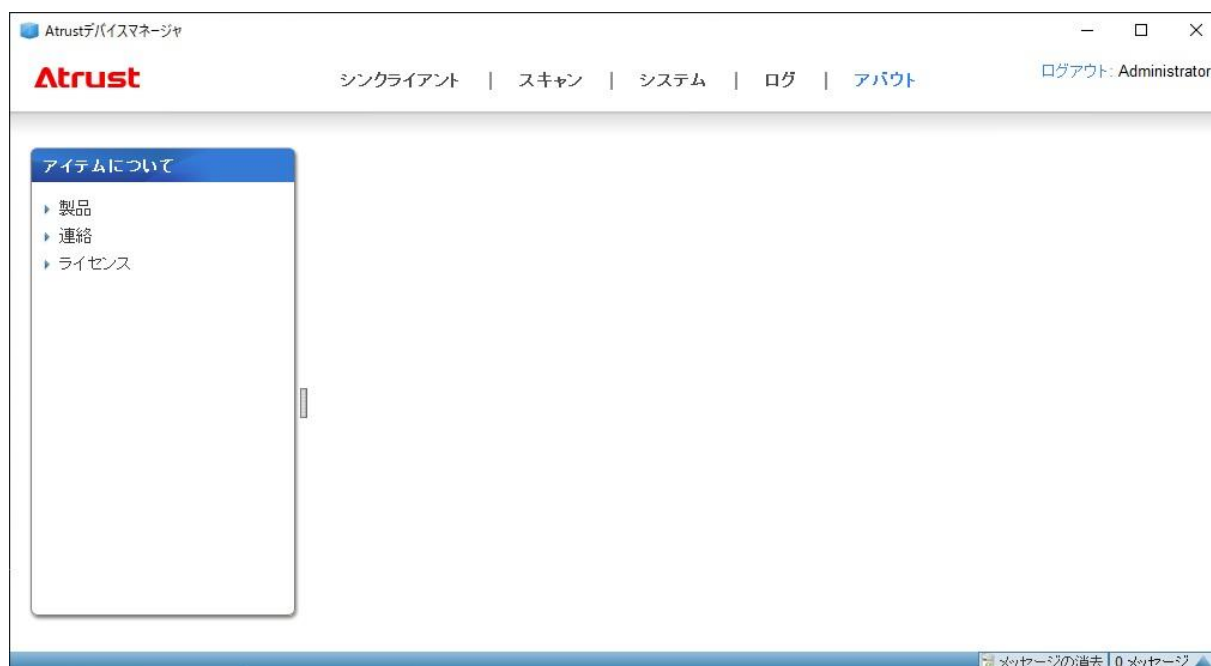 Atrustデバイスマネージャ
Atrust
シンクライアント | スキャン | システム | ログ | アバウト
ログアウト: Administrator
アイテムについて
製品
連絡
ライセンス
メッセージの消去 0 メッセージ